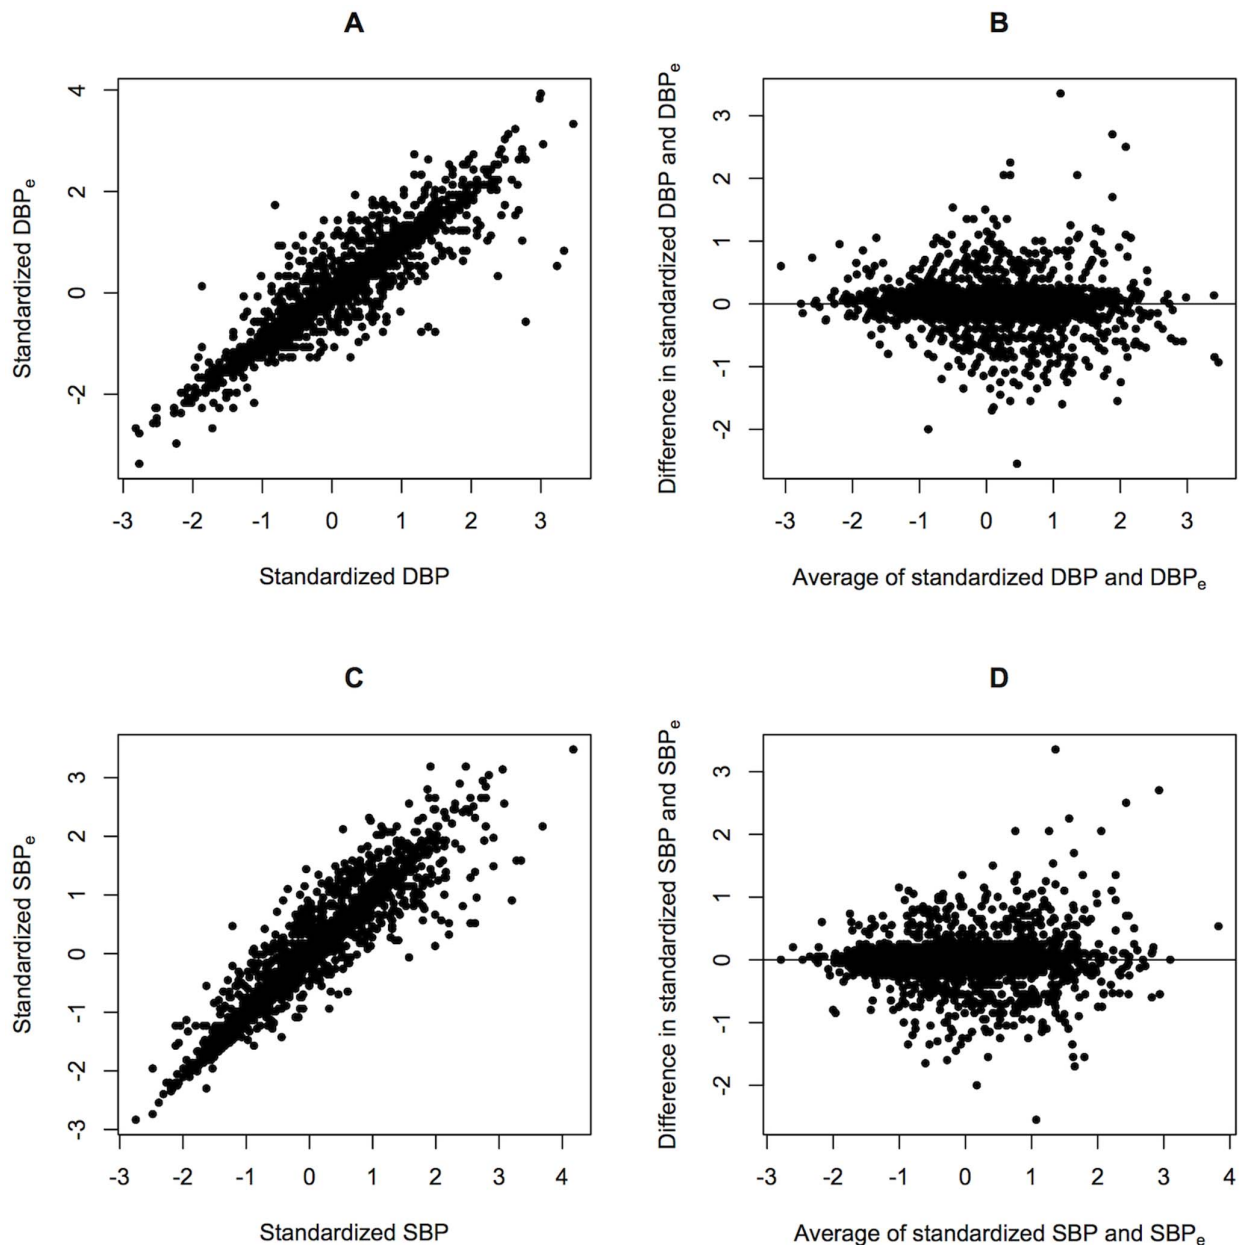 A
B
4
2
0
-2
Standardized DBPe
-3 -2 -1 0 1 2 3
Standardized DBP
3
2
1
0
-1
-2
Difference in standardized DBP and DBPe
-3 -2 -1 0 1 2 3
Average of standardized DBP and DBPe
C
D
3
2
1
0
-1
-2
-3
Standardized SBPe
-3 -2 -1 0 1 2 3 4
Standardized SBP
3
2
1
0
-1
-2
Difference in standardized SBP and SBPe
-3 -2 -1 0 1 2 3 4
Average of standardized SBP and SBPe